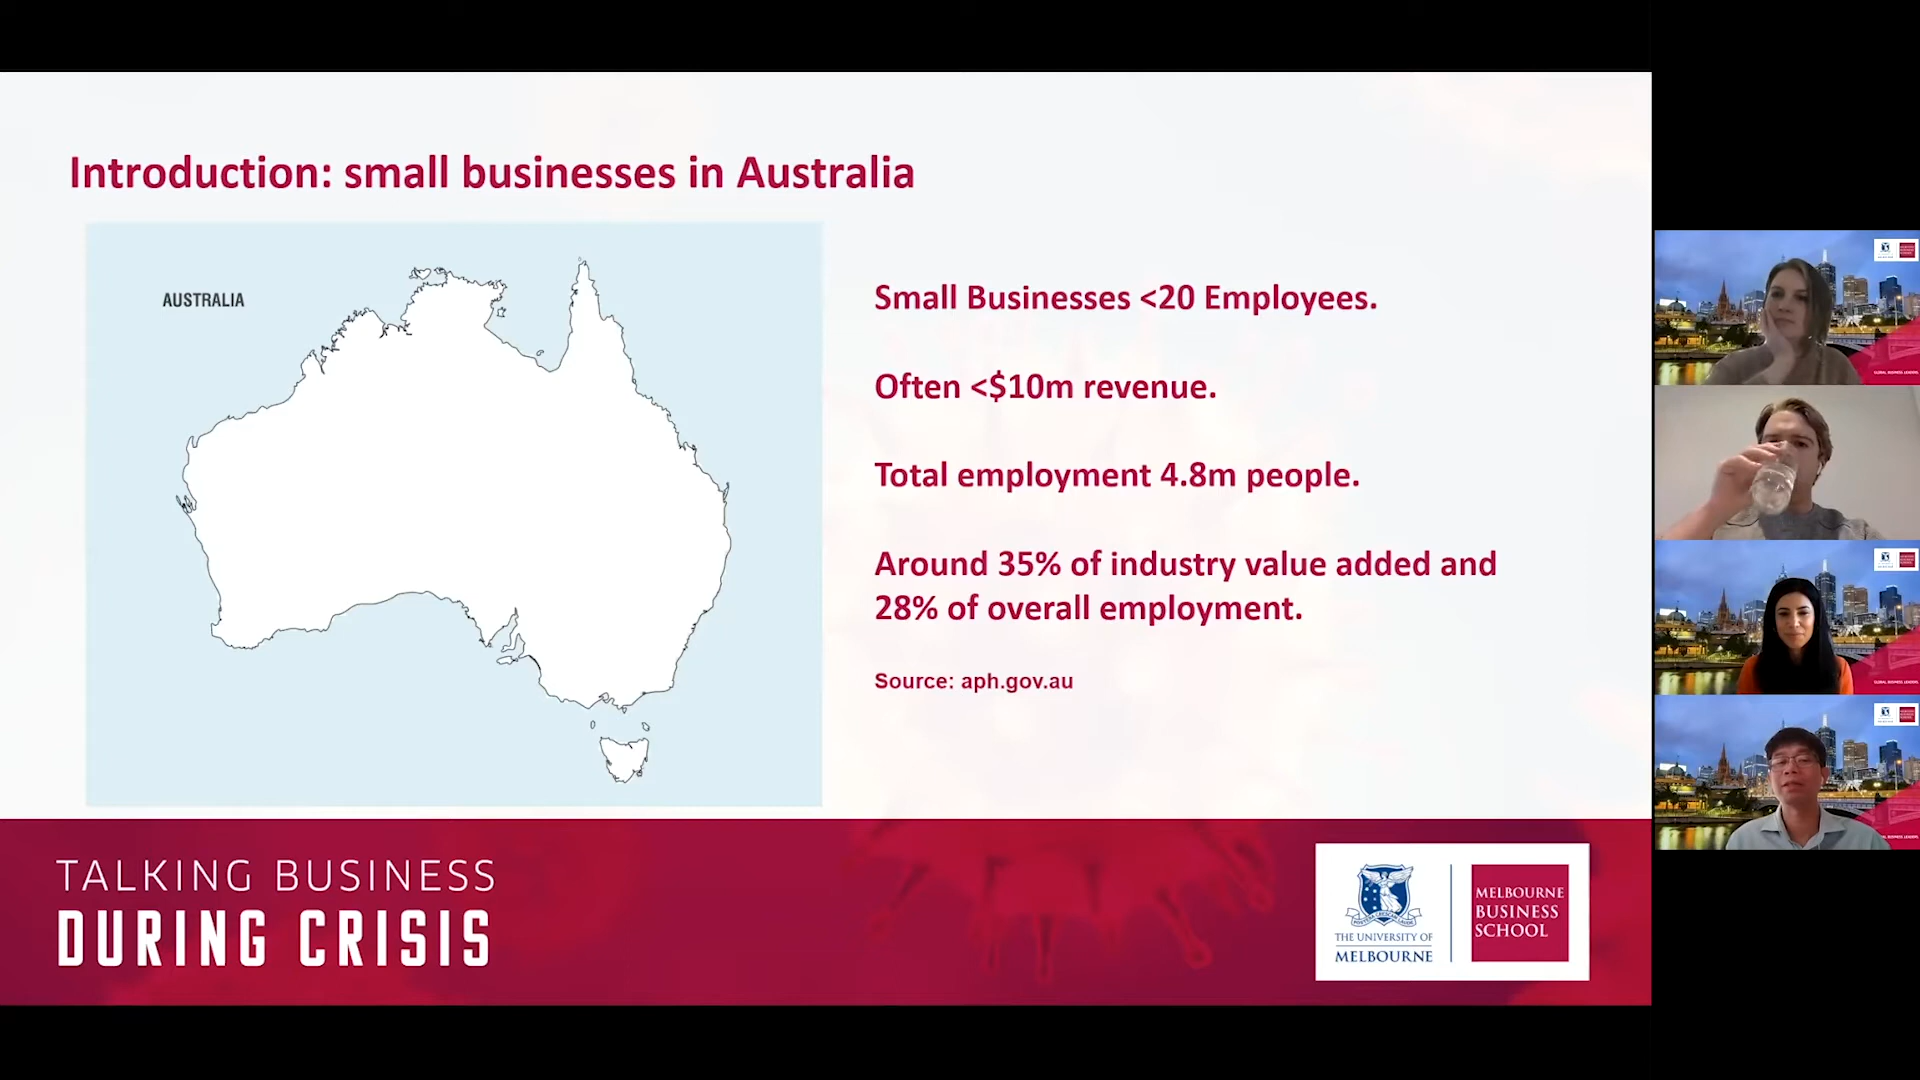 Introduction: small businesses in Australia
AUSTRALIA
Small Businesses <20 Employees.
Often <$10m revenue.
Total employment 4.8m people.
Around 35% of industry value added and
28% of overall employment.
Source: aph.gov.au
TALKING BUSINESS
DURING CRISIS
THE UNIVERSITY OF
MELBOURNE
MELBOURNE
BUSINESS
SCHOOL